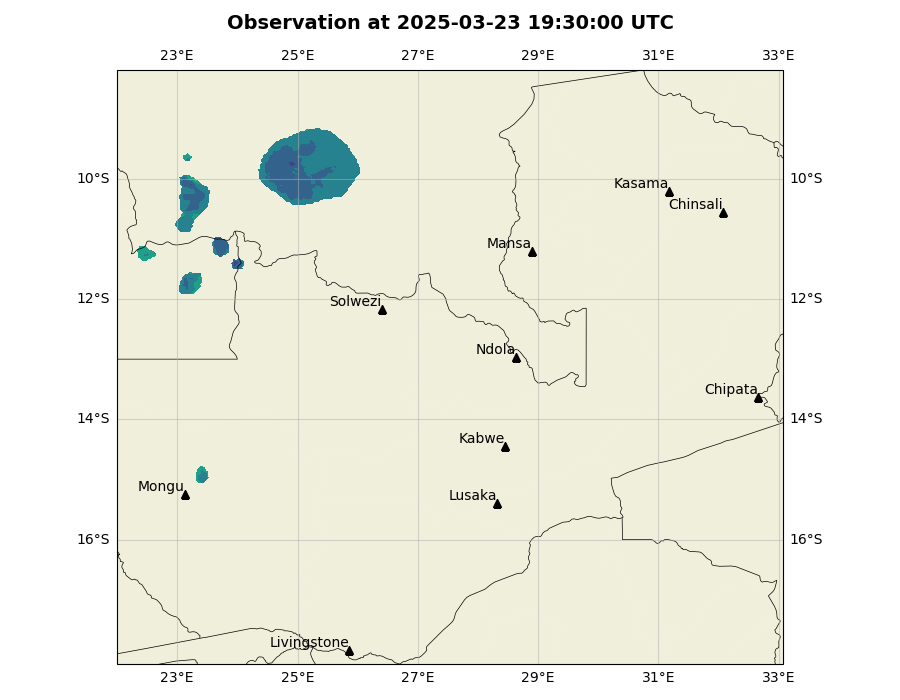 Observation at 2025-03-23 19:30:00 UTC
23°E 25°E 27°E 29°E 31°E 33°E
10°S 10°S
Kasama
Chinsali
Mansa
12°S 12°S
Solwezi
Ndola
Chipata
14°S 14°S
Kabwe
Mongu
Lusaka
16°S 16°S
Livingstone
23°E 25°E 27°E 29°E 31°E 33°E